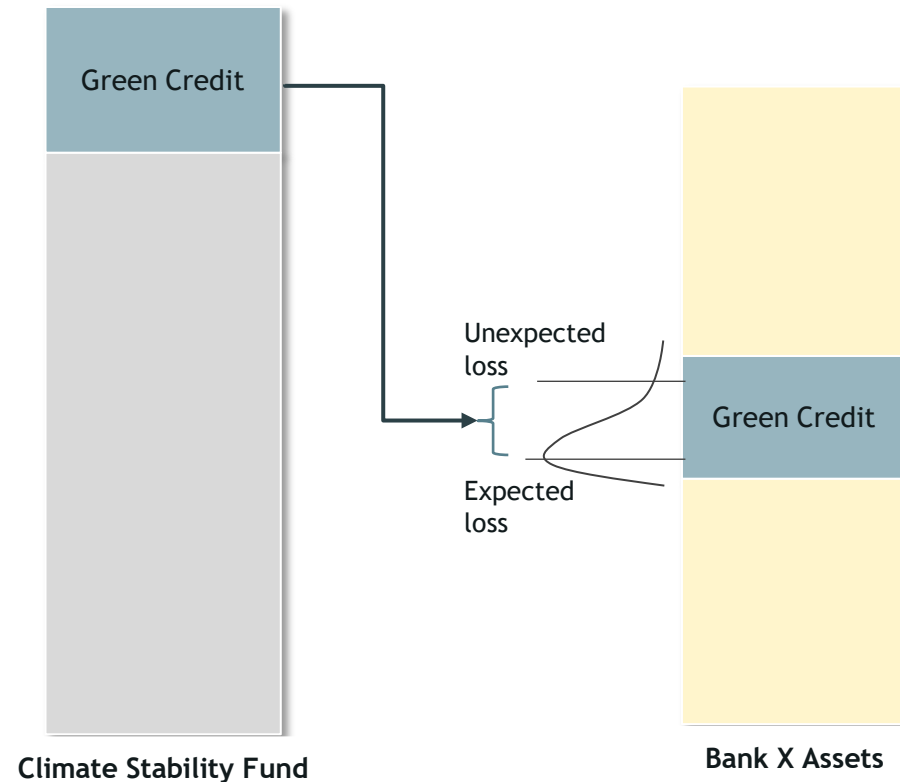 Green Credit
Unexpected
loss
Green Credit
Expected
loss
Climate Stability Fund
Bank X Assets